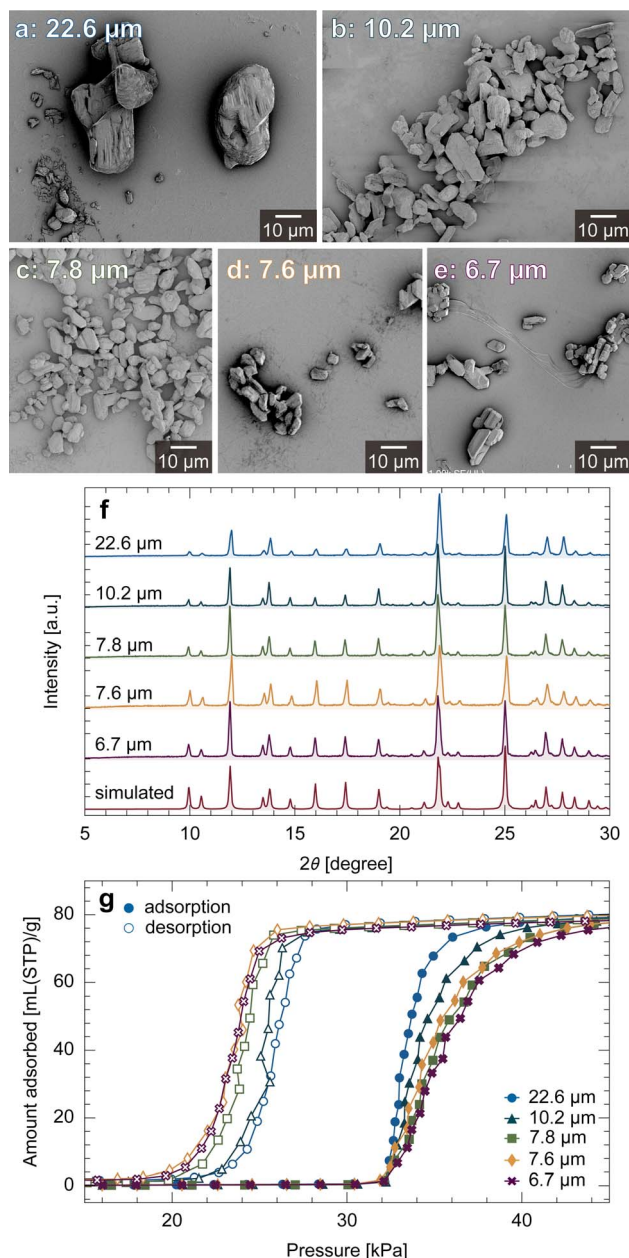 a: 22.6 μm
b: 10.2 μm
10 μm
10 μm
c: 7.8 μm
d: 7.6 μm
e: 6.7 μm
10 μm
10 μm
10 μm
f
22.6 μm
10.2 μm
7.8 μm
7.6 μm
6.7 μm
simulated
Intensity [a.u.]
5 10 15 20 25 30
2θ [degree]
g
adsorption
desorption
80
60
40
20
0
Amount adsorbed [mL(STP)/g]
22.6 μm
10.2 μm
7.8 μm
7.6 μm
6.7 μm
20 30 40
Pressure [kPa]